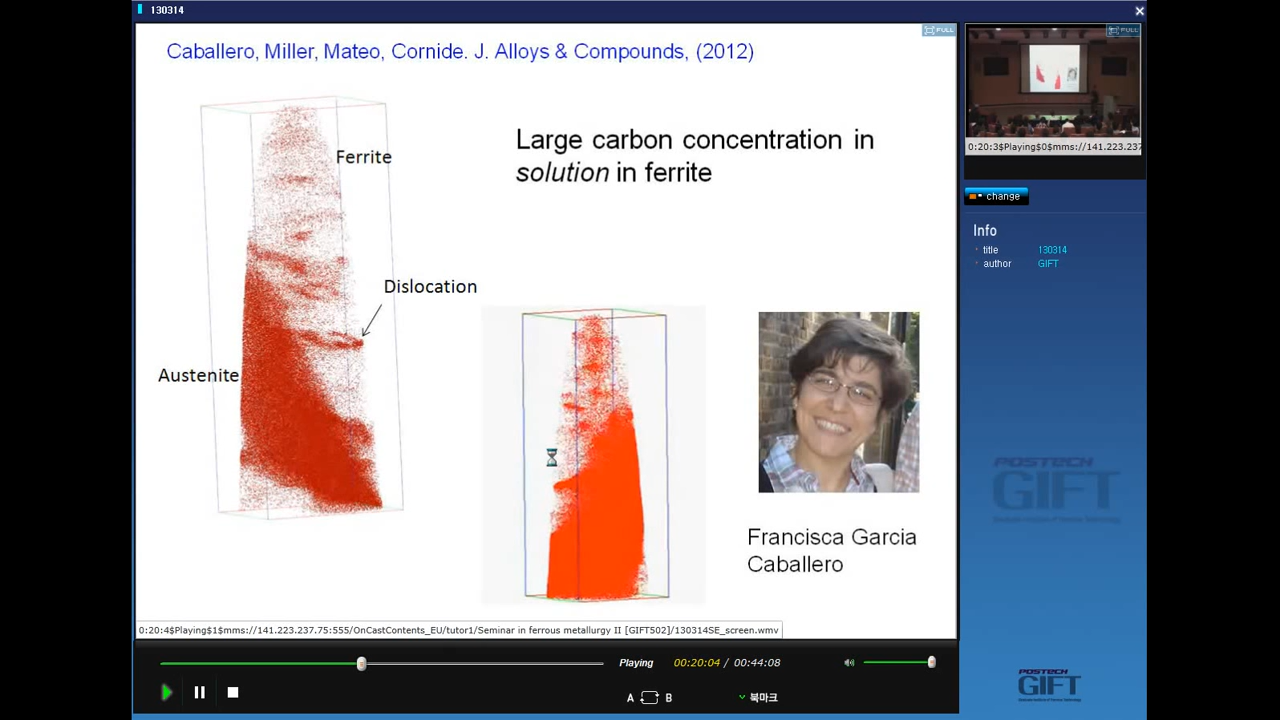 130314
Caballero, Miller, Mateo, Cornide. J. Alloys & Compounds, (2012)
FULL
FULL
Ferrite
Large carbon concentration in
solution in ferrite
0:20:3$Playing$0$mms://141.223.237
change
Info
title 130314
author GIFT
Dislocation
Austenite
Francisca Garcia
Caballero
POSTECH
GIFT
0:20:4$Playing$1$mms://141.223.237.75:555/OnCastContents_EU/tutor1/Seminar in ferrous metallurgy II [GIFT502]/130314SE_screen.wmv
Playing 00:20:04 / 00:44:08
A B 북마크
POSTECH
GIFT